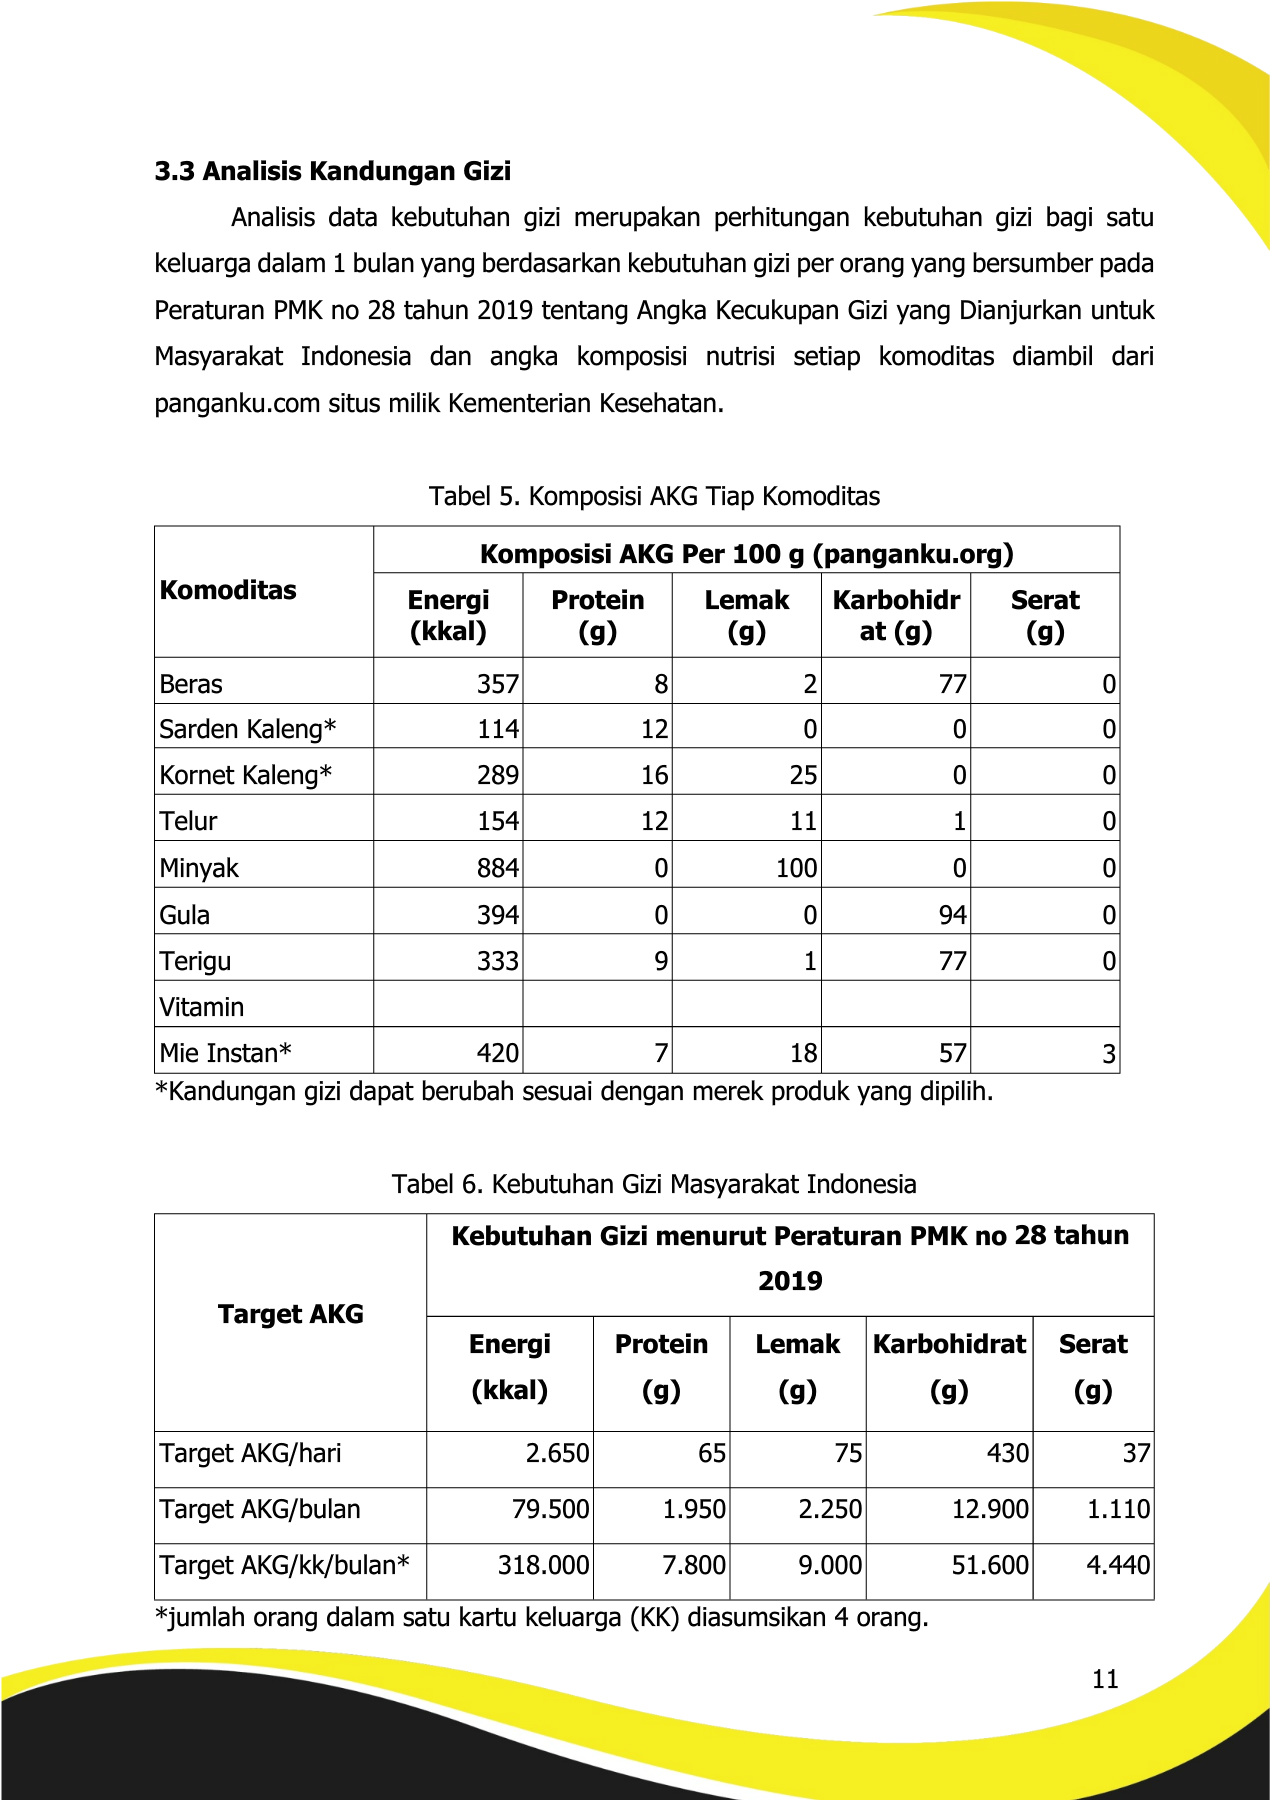 3.3 Analisis Kandungan Gizi
Analisis data kebutuhan gizi merupakan perhitungan kebutuhan gizi bagi satu
keluarga dalam 1 bulan yang berdasarkan kebutuhan gizi per orang yang bersumber pada
Peraturan PMK no 28 tahun 2019 tentang Angka Kecukupan Gizi yang Dianjurkan untuk
Masyarakat Indonesia dan angka komposisi nutrisi setiap komoditas diambil dari
panganku.com situs milik Kementerian Kesehatan.
Tabel 5. Komposisi AKG Tiap Komoditas
Komoditas
Komposisi AKG Per 100 g (panganku.org)
Energi Protein Lemak Karbohidr Serat
(kkal) (g) (g) at (g) (g)
Beras 357 8 2 77 0
Sarden Kaleng* 114 12 0 0 0
Kornet Kaleng* 289 16 25 0 0
Telur 154 12 11 1 0
Minyak 884 0 100 0 0
Gula 394 0 0 94 0
Terigu 333 9 1 77 0
Vitamin
Mie Instan* 420 7 18 57 3
*Kandungan gizi dapat berubah sesuai dengan merek produk yang dipilih.
Tabel 6. Kebutuhan Gizi Masyarakat Indonesia
Target AKG
Kebutuhan Gizi menurut Peraturan PMK no 28 tahun
2019
Energi Protein Lemak Karbohidrat Serat
(kkal) (g) (g) (g) (g)
Target AKG/hari 2.650 65 75 430 37
Target AKG/bulan 79.500 1.950 2.250 12.900 1.110
Target AKG/kk/bulan* 318.000 7.800 9.000 51.600 4.440
*jumlah orang dalam satu kartu keluarga (KK) diasumsikan 4 orang.
11